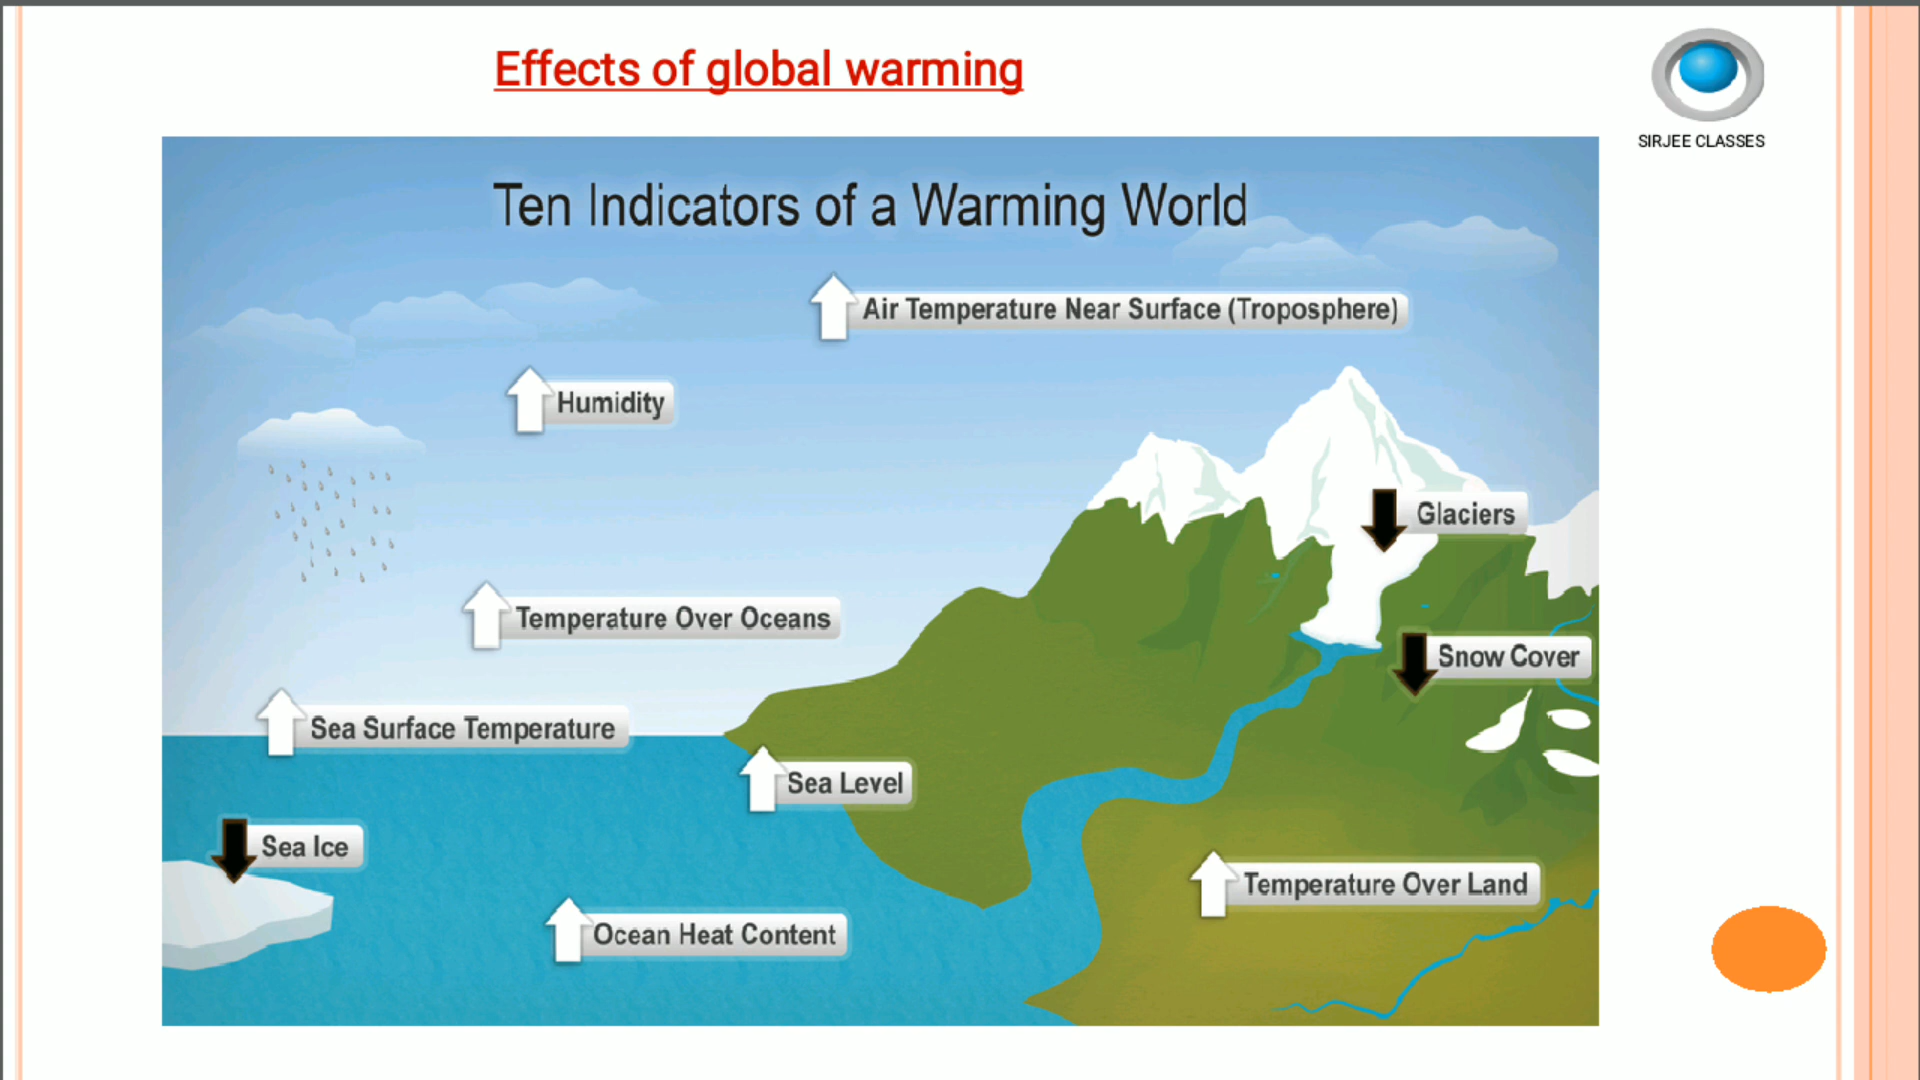 Effects of global warming
SIRJEE CLASSES
Ten Indicators of a Warming World
Air Temperature Near Surface (Troposphere)
Humidity
Glaciers
Temperature Over Oceans
Snow Cover
Sea Surface Temperature
Sea Level
Sea Ice
Temperature Over Land
Ocean Heat Content